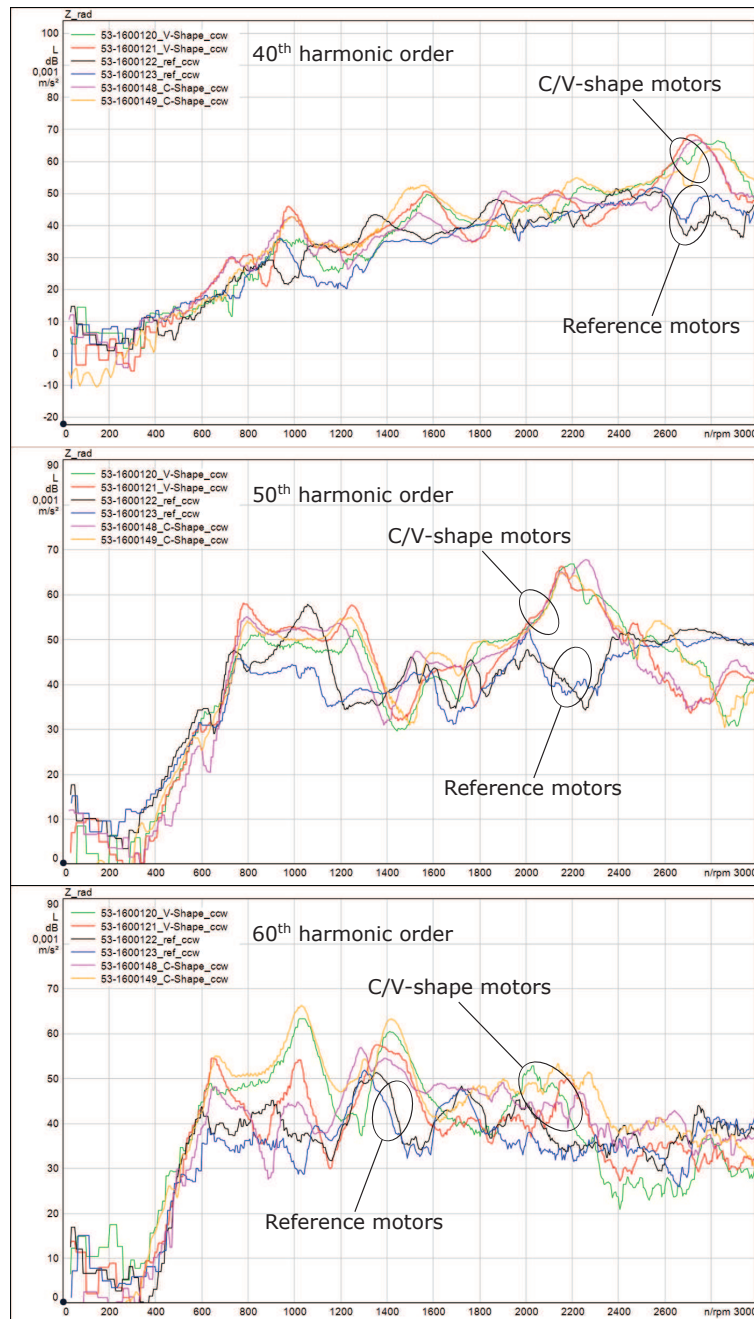 Z_rad
100
L
dB
0,001
m/s²
80
70
60
50
40
30
20
10
0
-10
-20
53-1600120_V-Shape_ccw
53-1600121_V-Shape_ccw
53-1600122_ref_ccw
53-1600123_ref_ccw
53-1600148_C-Shape_ccw
53-1600149_C-Shape_ccw
40th harmonic order
C/V-shape motors
Reference motors
0 200 400 600 800 1000 1200 1400 1600 1800 2000 2200 2400 2600 n/rpm 3000
Z_rad
90
L
dB
0,001
m/s²
70
60
50
40
30
20
10
0
53-1600120_V-Shape_ccw
53-1600121_V-Shape_ccw
53-1600122_ref_ccw
53-1600123_ref_ccw
53-1600148_C-Shape_ccw
53-1600149_C-Shape_ccw
50th harmonic order
C/V-shape motors
Reference motors
0 200 400 600 800 1000 1200 1400 1600 1800 2000 2200 2400 2600 n/rpm 3000
Z_rad
90
L
dB
0,001
m/s²
70
60
50
40
30
20
10
0
53-1600120_V-Shape_ccw
53-1600121_V-Shape_ccw
53-1600122_ref_ccw
53-1600123_ref_ccw
53-1600148_C-Shape_ccw
53-1600149_C-Shape_ccw
60th harmonic order
C/V-shape motors
Reference motors
0 200 400 600 800 1000 1200 1400 1600 1800 2000 2200 2400 2600 n/rpm 3000